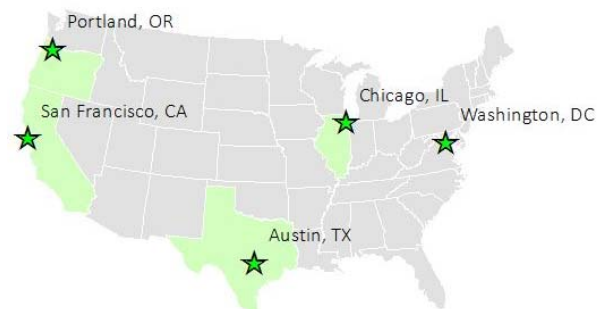 Portland, OR
San Francisco, CA
Chicago, IL
Washington, DC
Austin, TX